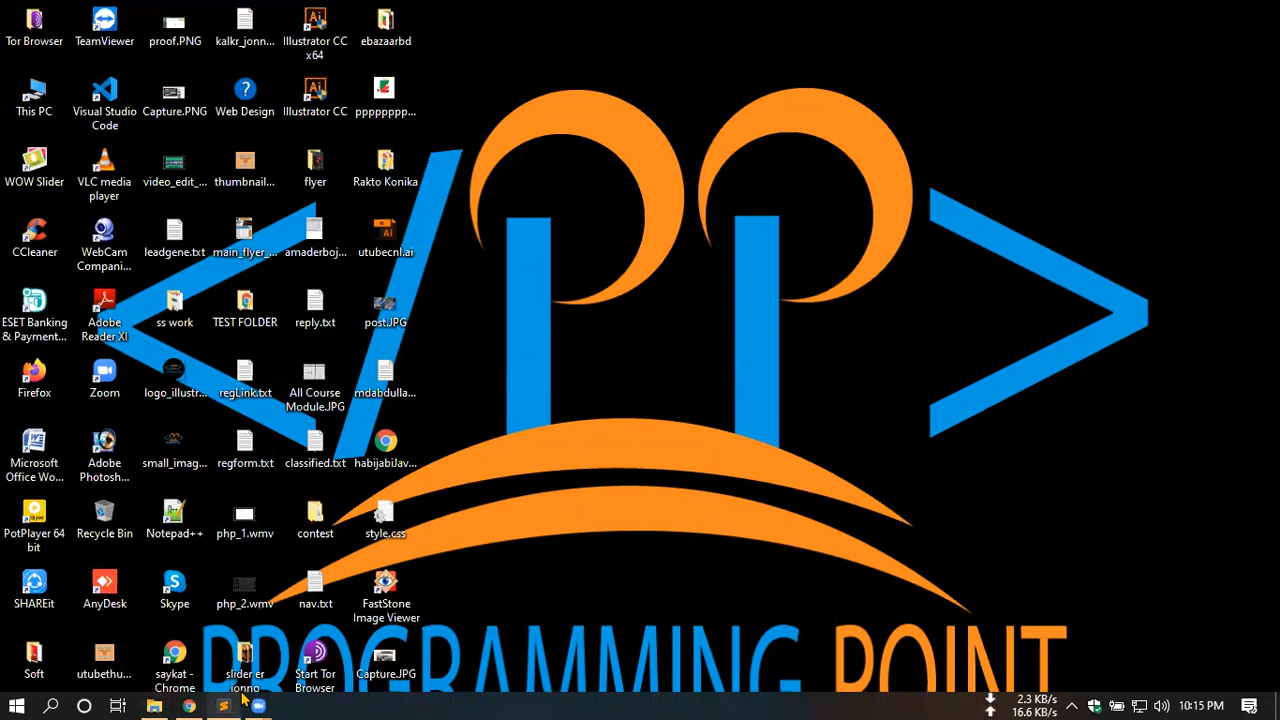 Tor Browser
TeamViewer
proof.PNG
kalkr_jonn...
Illustrator CC
x64
ebazaarbd
This PC
Visual Studio
Code
Capture.PNG
Web Design
Illustrator CC
pppppppp...
WOW Slider
VLC media
player
video_edit_...
thumbnail...
flyer
Rakto Konika
CCleaner
WebCam
Compani...
leadgene.txt
main_flyer_...
amaderboj...
utubecnl.ai
ESET Banking
& Payment...
Adobe
Reader XI
ss work
TEST FOLDER
reply.txt
post.JPG
Firefox
Zoom
logo_illustr...
regLink.txt
All Course
Module.JPG
mdabdulla...
Microsoft
Office Wo...
Adobe
Photosh...
small_imag...
regform.txt
classified.txt
habijabiJav...
PotPlayer 64
bit
Recycle Bin
Notepad++
php_1.wmv
contest
style.css
SHAREit
AnyDesk
Skype
php_2.wmv
nav.txt
FastStone
Image Viewer
Soft
utubethu...
saykat -
Chrome
slider er
jonno
Start Tor
Browser
Capture.JPG
</PP>
PROGRAMMING POINT
2.3 KB/s
16.6 KB/s
10:15 PM